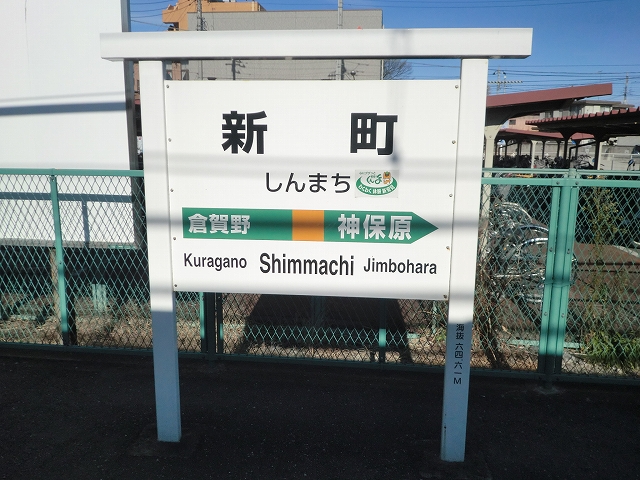 新町
しんまち
倉賀野 神保原
Kuragano Shimmachi Jimbohara
海抜六四.六一M